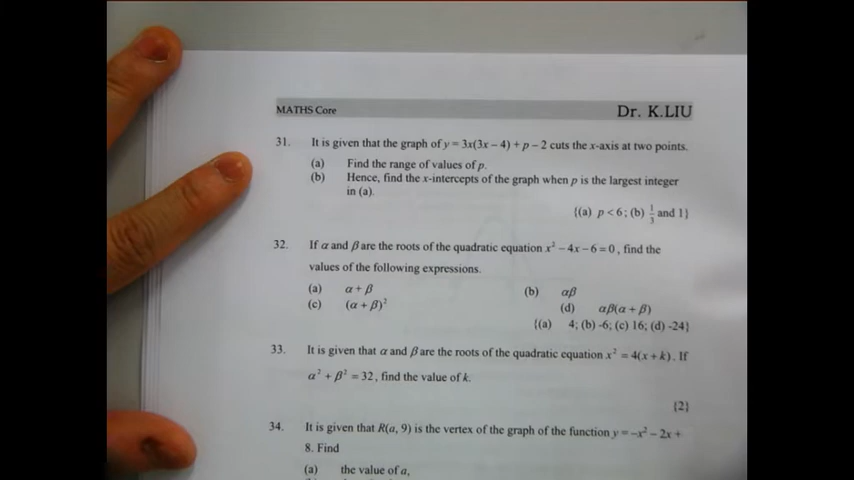 MATHS Core Dr. K.LIU
31. It is given that the graph of y = 3x(3x – 4) + p – 2 cuts the x-axis at two points.
(a) Find the range of values of p.
(b) Hence, find the x-intercepts of the graph when p is the largest integer
in (a).
{(a) p < 6 ; (b) 1/3 and 1}
32. If α and β are the roots of the quadratic equation x² – 4x – 6 = 0 , find the
values of the following expressions.
(a) α + β (b) αβ
(c) (α + β)² (d) αβ(α + β)
{(a) 4; (b) -6; (c) 16; (d) -24}
33. It is given that α and β are the roots of the quadratic equation x² = 4(x + k) . If
α² + β² = 32 , find the value of k.
{2}
34. It is given that R(a, 9) is the vertex of the graph of the function y = –x² – 2x +
8. Find
(a) the value of a,